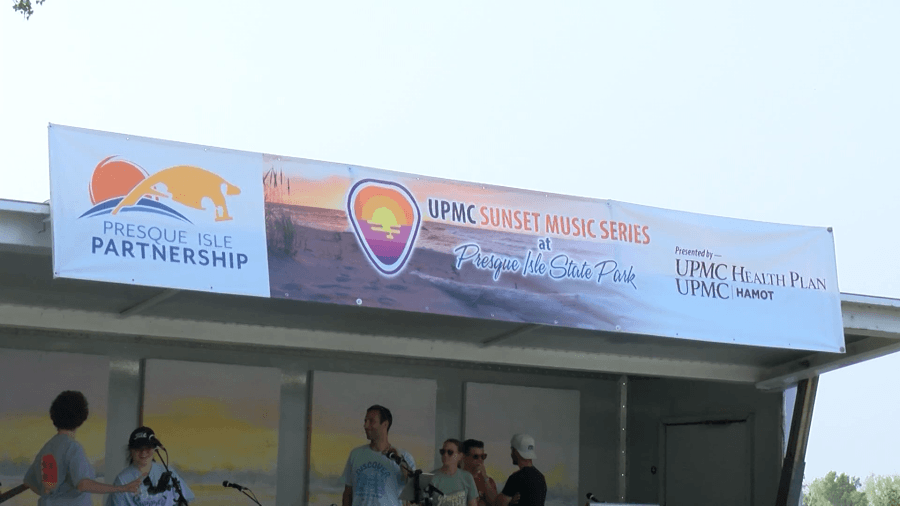 PRESQUE ISLE
PARTNERSHIP
UPMC SUNSET MUSIC SERIES
at
Presque Isle State Park
Presented by —
UPMC HEALTH PLAN
UPMC HAMOT